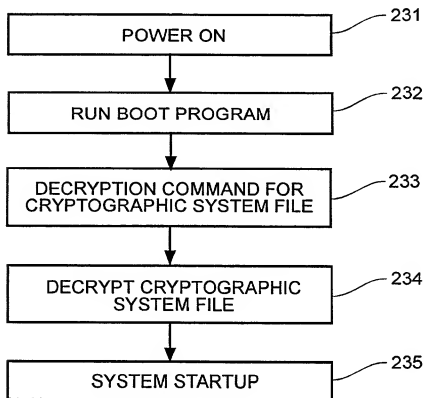 POWER ON
231
RUN BOOT PROGRAM
232
DECRYPTION COMMAND FOR
CRYPTOGRAPHIC SYSTEM FILE
233
DECRYPT CRYPTOGRAPHIC
SYSTEM FILE
234
SYSTEM STARTUP
235